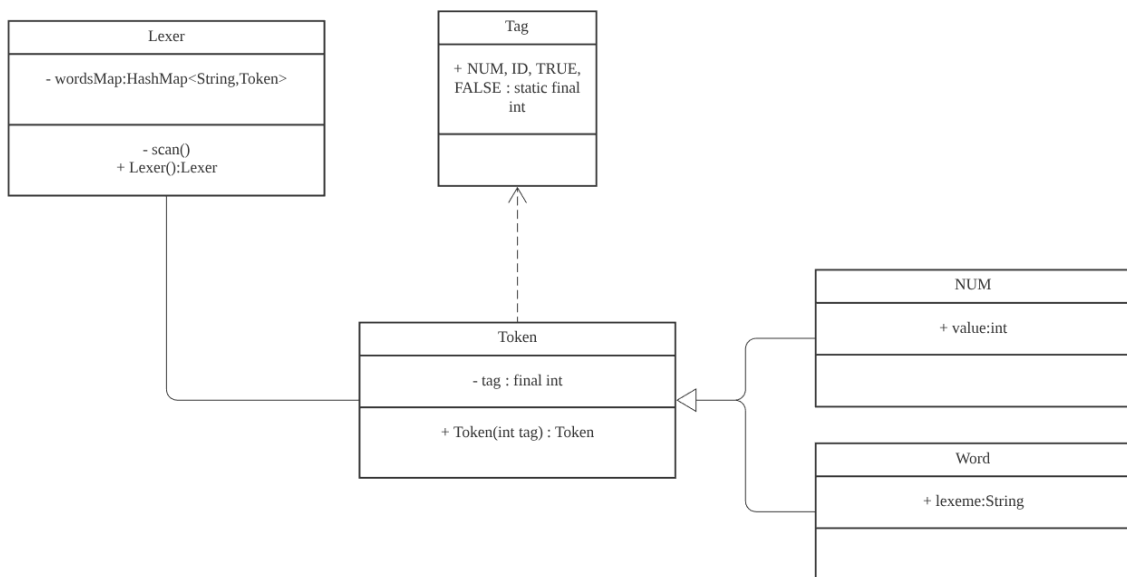 Lexer
- wordsMap:HashMap<String,Token>
- scan()
+ Lexer():Lexer
Tag
+ NUM, ID, TRUE,
FALSE : static final
int
Token
- tag : final int
+ Token(int tag) : Token
NUM
+ value:int
Word
+ lexeme:String